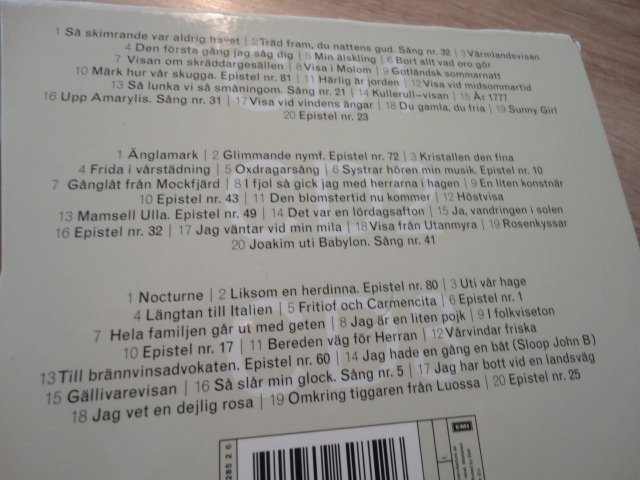 1 Så skimrande var aldrig havet | 2 Träd fram, du nattens gud. Sång nr. 32 | 3 Värmlandsvisan
4 Den första gång jag såg dig | 5 Min älskling | 6 Bort allt vad oro gör
7 Visan om skräddargesällen | 8 Visa i Molom | 9 Gotländsk sommarnatt
10 Märk hur vår skugga. Epistel nr. 81 | 11 Härlig är jorden | 12 Visa vid midsommartid
13 Så lunka vi så småningom. Sång nr. 21 | 14 Kullerull-visan | 15 År 1777
16 Upp Amarylis. Sång nr. 31 | 17 Visa vid vindens ängar | 18 Du gamla, du fria | 19 Sunny Girl
20 Epistel nr. 23
1 Änglamark | 2 Glimmande nymf. Epistel nr. 72 | 3 Kristallen den fina
4 Frida i vårstädning | 5 Oxdragarsång | 6 Systrar hören min musik. Epistel nr. 10
7 Gånglåt från Mockfjärd | 8 I fjol så gick jag med herrarna i hagen | 9 En liten konstnär
10 Epistel nr. 43 | 11 Den blomstertid nu kommer | 12 Höstvisa
13 Mamsell Ulla. Epistel nr. 49 | 14 Det var en lördagsafton | 15 Ja, vandringen i solen
16 Epistel nr. 32 | 17 Jag väntar vid min mila | 18 Visa från Utanmyra | 19 Rosenkyssar
20 Joakim uti Babylon. Sång nr. 41
1 Nocturne | 2 Liksom en herdinna. Epistel nr. 80 | 3 Uti vår hage
4 Längtan till Italien | 5 Fritiof och Carmencita | 6 Epistel nr. 1
7 Hela familjen går ut med geten | 8 Jag är en liten pojk | 9 I folkviseton
10 Epistel nr. 17 | 11 Bereden väg för Herran | 12 Vårvindar friska
13 Till brännvinsadvokaten. Epistel nr. 60 | 14 Jag hade en gång en båt (Sloop John B)
15 Gällivarevisan | 16 Så slår min glock. Sång nr. 5 | 17 Jag har bott vid en landsväg
18 Jag vet en dejlig rosa | 19 Omkring tiggaren från Luossa | 20 Epistel nr. 25
EMI